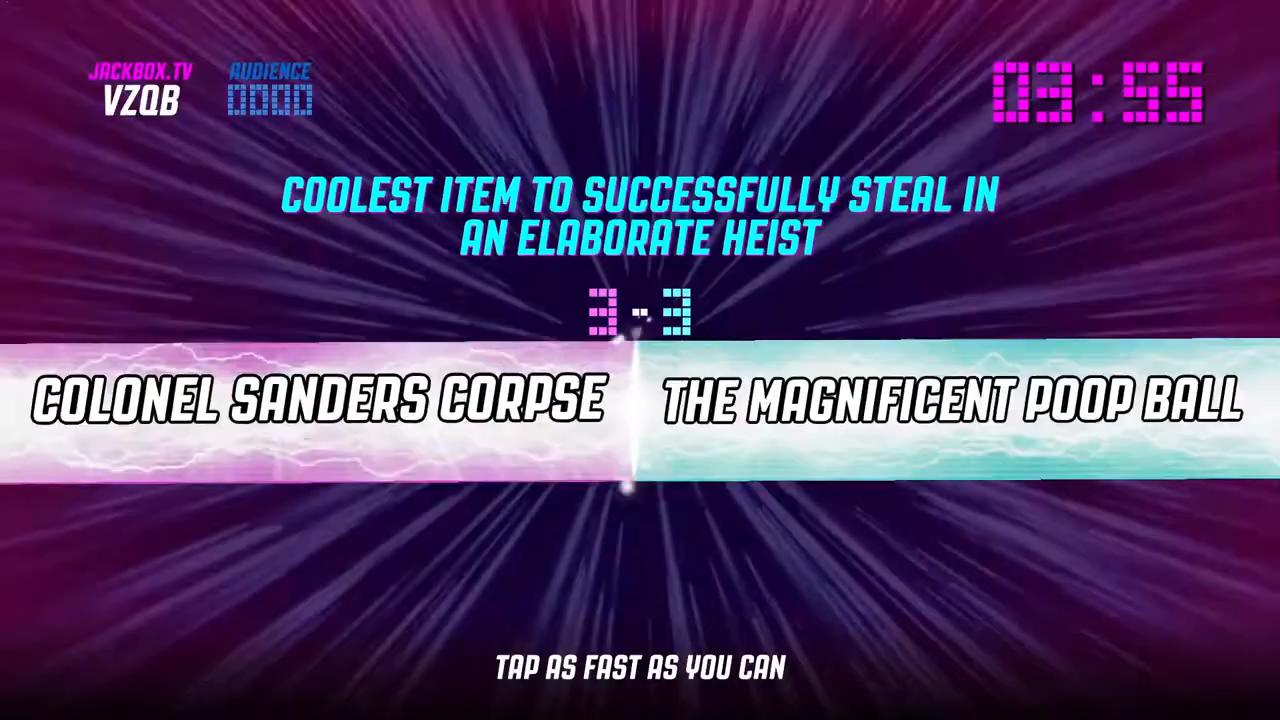 JACKBOX.TV
VZQB
AUDIENCE
0000
03:55
COOLEST ITEM TO SUCCESSFULLY STEAL IN
AN ELABORATE HEIST
3-3
COLONEL SANDERS CORPSE
THE MAGNIFICENT POOP BALL
TAP AS FAST AS YOU CAN